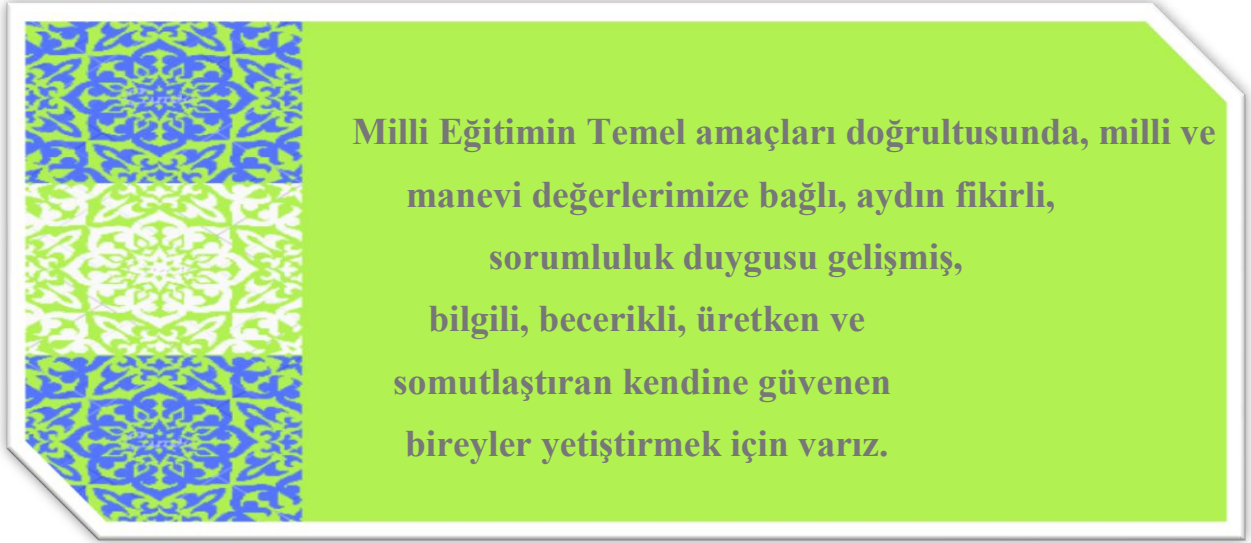 Milli Eğitimin Temel amaçları doğrultusunda, milli ve
manevi değerlerimize bağlı, aydın fikirli,
sorumluluk duygusu gelişmiş,
bilgili, becerikli, üretken ve
somutlaştıran kendine güvenen
bireyler yetiştirmek için varız.